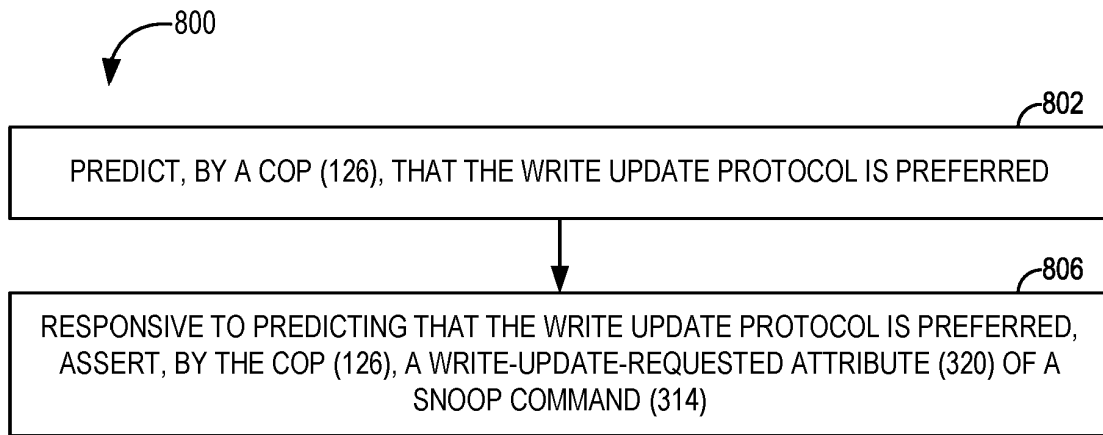 800
802
PREDICT, BY A COP (126), THAT THE WRITE UPDATE PROTOCOL IS PREFERRED
806
RESPONSIVE TO PREDICTING THAT THE WRITE UPDATE PROTOCOL IS PREFERRED,
ASSERT, BY THE COP (126), A WRITE-UPDATE-REQUESTED ATTRIBUTE (320) OF A
SNOOP COMMAND (314)